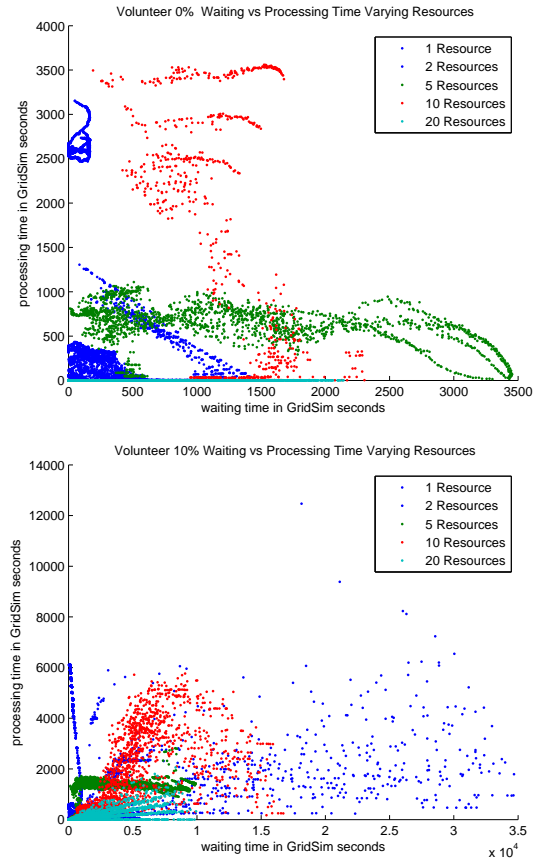 Volunteer 0%  Waiting vs Processing Time Varying Resources
processing time in GridSim seconds
4000
3500
3000
2500
2000
1500
1000
500
0
1 Resource
2 Resources
5 Resources
10 Resources
20 Resources
0 500 1000 1500 2000 2500 3000 3500
waiting time in GridSim seconds
Volunteer 10% Waiting vs Processing Time Varying Resources
processing time in GridSim seconds
14000
12000
10000
8000
6000
4000
2000
0
1 Resource
2 Resources
5 Resources
10 Resources
20 Resources
0 0.5 1 1.5 2 2.5 3 3.5
waiting time in GridSim seconds
x 10^4